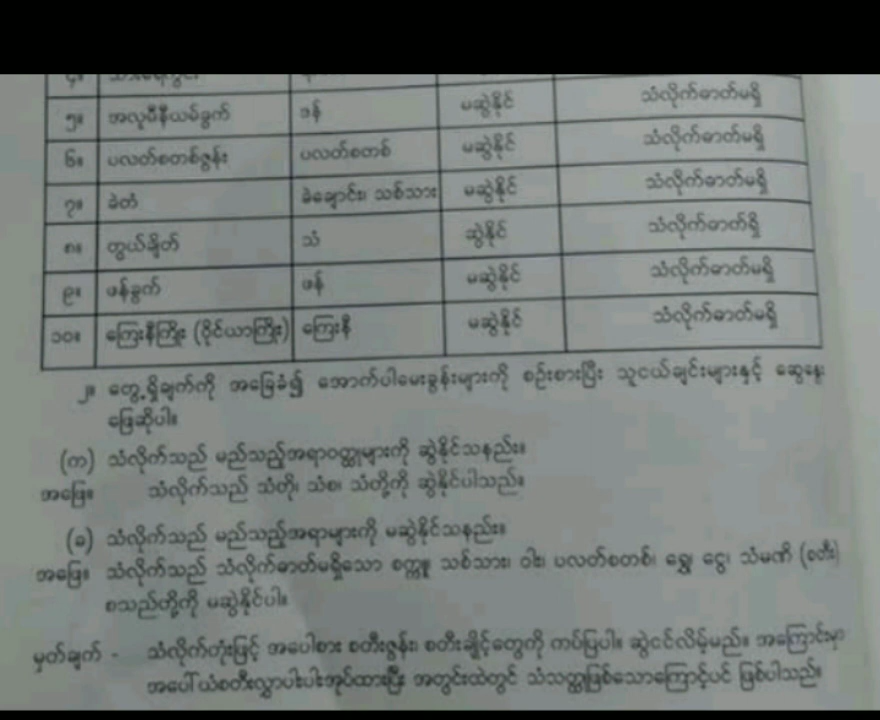 ၅။ အလူမီနီယမ်ခွက် ဒန် မဆွဲနိုင် သံလိုက်ဓာတ်မရှိ
၆။ ပလတ်စတစ်ဇွန်း ပလတ်စတစ် မဆွဲနိုင် သံလိုက်ဓာတ်မရှိ
၇။ ခဲတံ ခဲချောင်း၊ သစ်သား မဆွဲနိုင် သံလိုက်ဓာတ်မရှိ
၈။ တွယ်ချိတ် သံ ဆွဲနိုင် သံလိုက်ဓာတ်ရှိ
၉။ ဖန်ခွက် ဖန် မဆွဲနိုင် သံလိုက်ဓာတ်မရှိ
၁၀။ ကြေးနီကြိုး (ဝိုင်ယာကြိုး) ကြေးနီ မဆွဲနိုင် သံလိုက်ဓာတ်မရှိ
၂။ တွေ့ရှိချက်ကို အခြေခံ၍ အောက်ပါမေးခွန်းများကို စဉ်းစားပြီး သူငယ်ချင်းများနှင့် ဆွေးနွေး
ဖြေဆိုပါ။
(က) သံလိုက်သည် မည်သည့်အရာဝတ္ထုများကို ဆွဲနိုင်သနည်း။
အဖြေ။ သံလိုက်သည် သံတို၊ သံစ၊ သံတို့ကို ဆွဲနိုင်ပါသည်။
(ခ) သံလိုက်သည် မည်သည့်အရာများကို မဆွဲနိုင်သနည်း။
အဖြေ။ သံလိုက်သည် သံလိုက်ဓာတ်မရှိသော စက္ကူ၊ သစ်သား၊ ဝါး၊ ပလတ်စတစ်၊ ရွှေ၊ ငွေ၊ သံမဏိ (စတီး)
စသည်တို့ကို မဆွဲနိုင်ပါ။
မှတ်ချက် - သံလိုက်တုံးဖြင့် အပေါစား စတီးဇွန်း၊ စတီးချိုင့်တွေကို ကပ်မြပါ။ ဆွဲငင်လိမ့်မည်။ အကြောင်းမှာ
အပေါ်ယံစတီးလွှာပါးပါးအုပ်ထားပြီး အတွင်းထဲတွင် သံသတ္တုဖြစ်သောကြောင့်ပင် ဖြစ်ပါသည်။